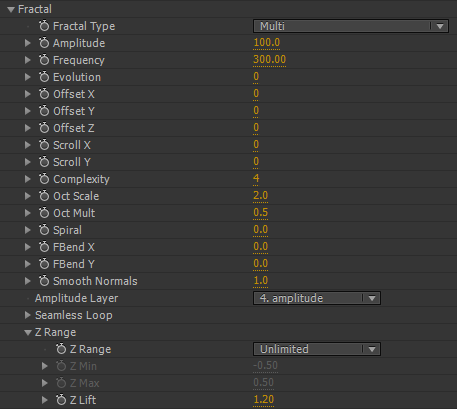 Fractal
Fractal Type Multi
Amplitude 100.0
Frequency 300.00
Evolution 0
Offset X 0
Offset Y 0
Offset Z 0
Scroll X 0
Scroll Y 0
Complexity 4
Oct Scale 2.0
Oct Mult 0.5
Spiral 0.0
FBend X 0.0
FBend Y 0.0
Smooth Normals 1.0
Amplitude Layer 4. amplitude
Seamless Loop
Z Range
Z Range Unlimited
Z Min -0.50
Z Max 0.50
Z Lift 1.20